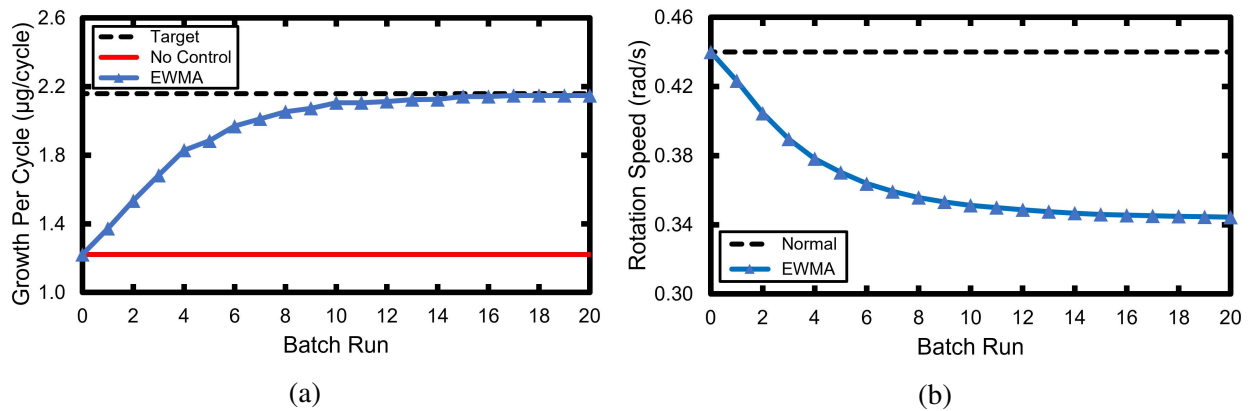 2.6
2.2
1.8
1.4
1.0
Growth Per Cycle (µg/cycle)
Target
No Control
EWMA
0 2 4 6 8 10 12 14 16 18 20
Batch Run
(a)
0.46
0.42
0.38
0.34
0.30
Rotation Speed (rad/s)
Normal
EWMA
0 2 4 6 8 10 12 14 16 18 20
Batch Run
(b)